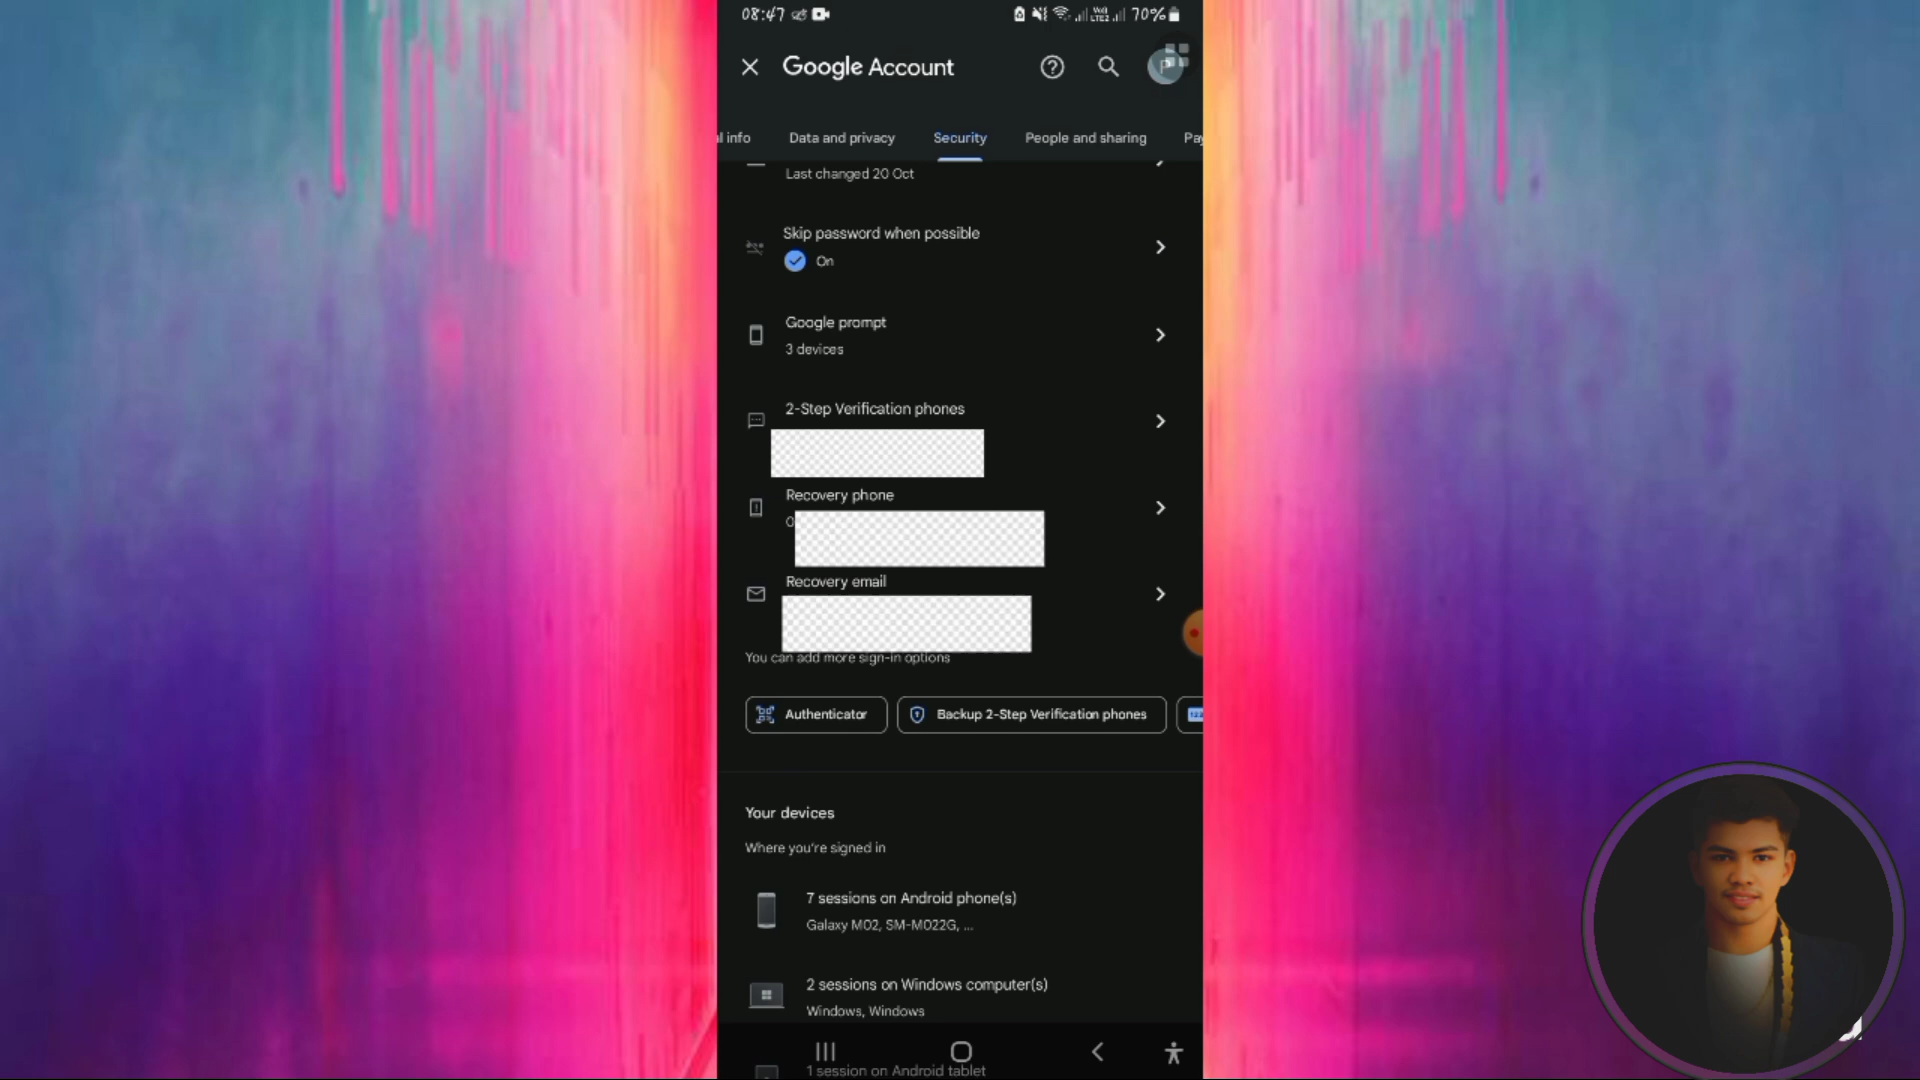 08:47
70%
Google Account
al info
Data and privacy
Security
People and sharing
Pay
Last changed 20 Oct
Skip password when possible
On
Google prompt
3 devices
2-Step Verification phones
Recovery phone
0
Recovery email
You can add more sign-in options
Authenticator
Backup 2-Step Verification phones
Your devices
Where you're signed in
7 sessions on Android phone(s)
Galaxy M02, SM-M022G, ...
2 sessions on Windows computer(s)
Windows, Windows
1 session on Android tablet